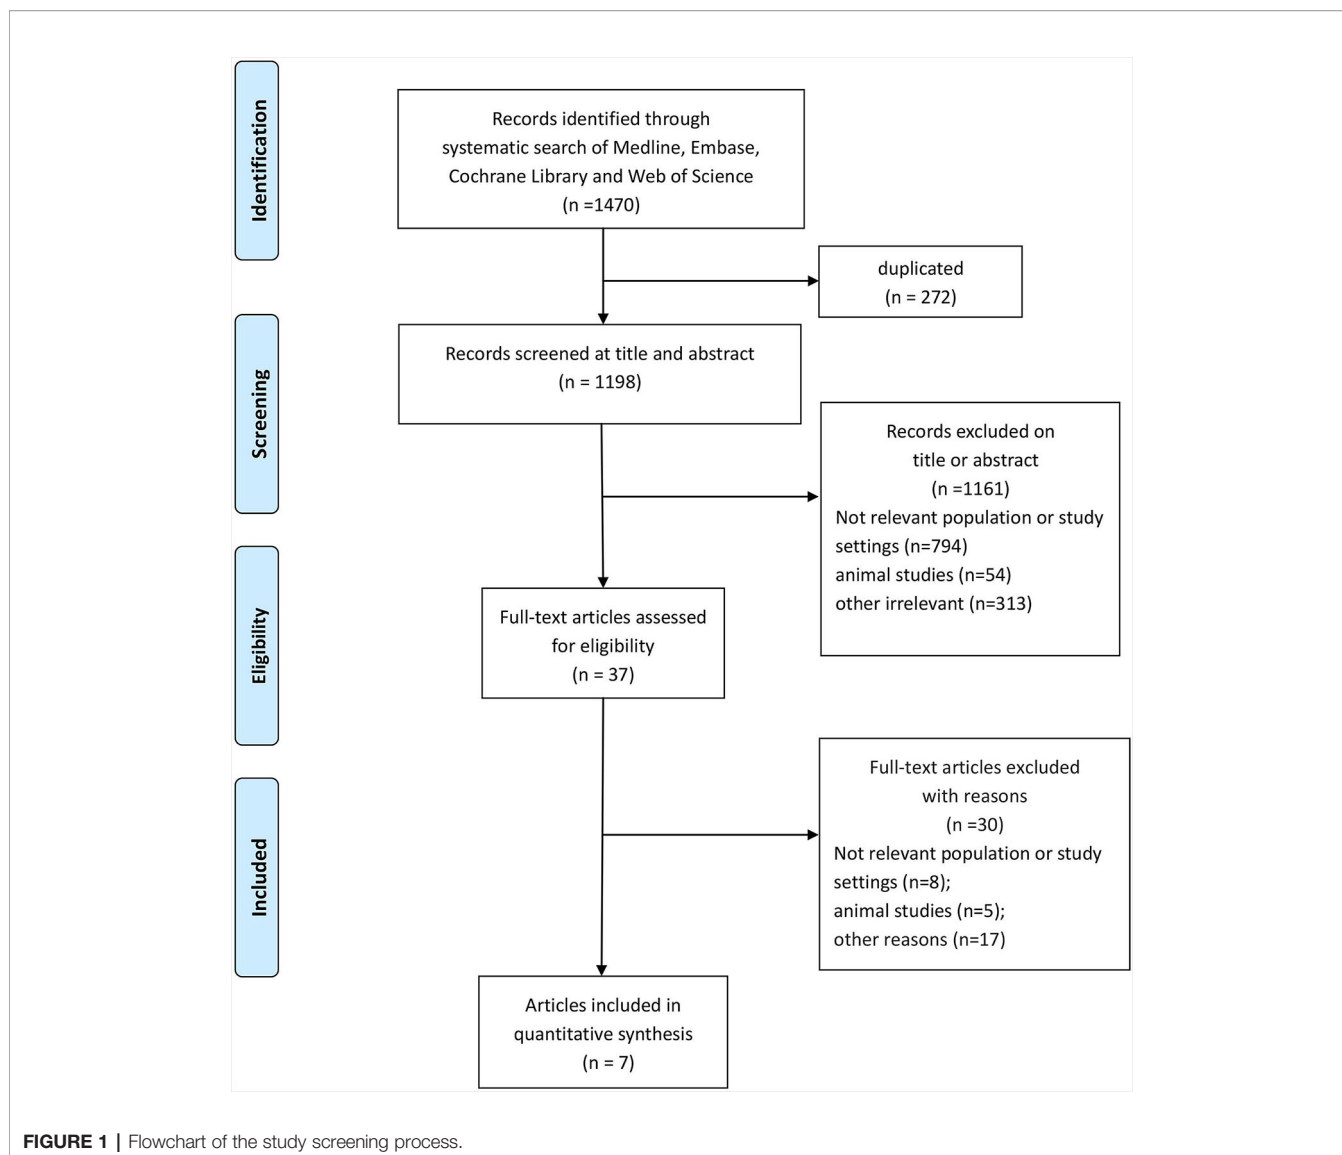 Identification
Records identified through
systematic search of Medline, Embase,
Cochrane Library and Web of Science
(n =1470)
duplicated
(n = 272)
Screening
Records screened at title and abstract
(n = 1198)
Records excluded on
title or abstract
(n =1161)
Not relevant population or study
settings (n=794)
animal studies (n=54)
other irrelevant (n=313)
Eligibility
Full-text articles assessed
for eligibility
(n = 37)
Full-text articles excluded
with reasons
(n =30)
Not relevant population or study
settings (n=8);
animal studies (n=5);
other reasons (n=17)
Included
Articles included in
quantitative synthesis
(n = 7)
FIGURE 1 | Flowchart of the study screening process.